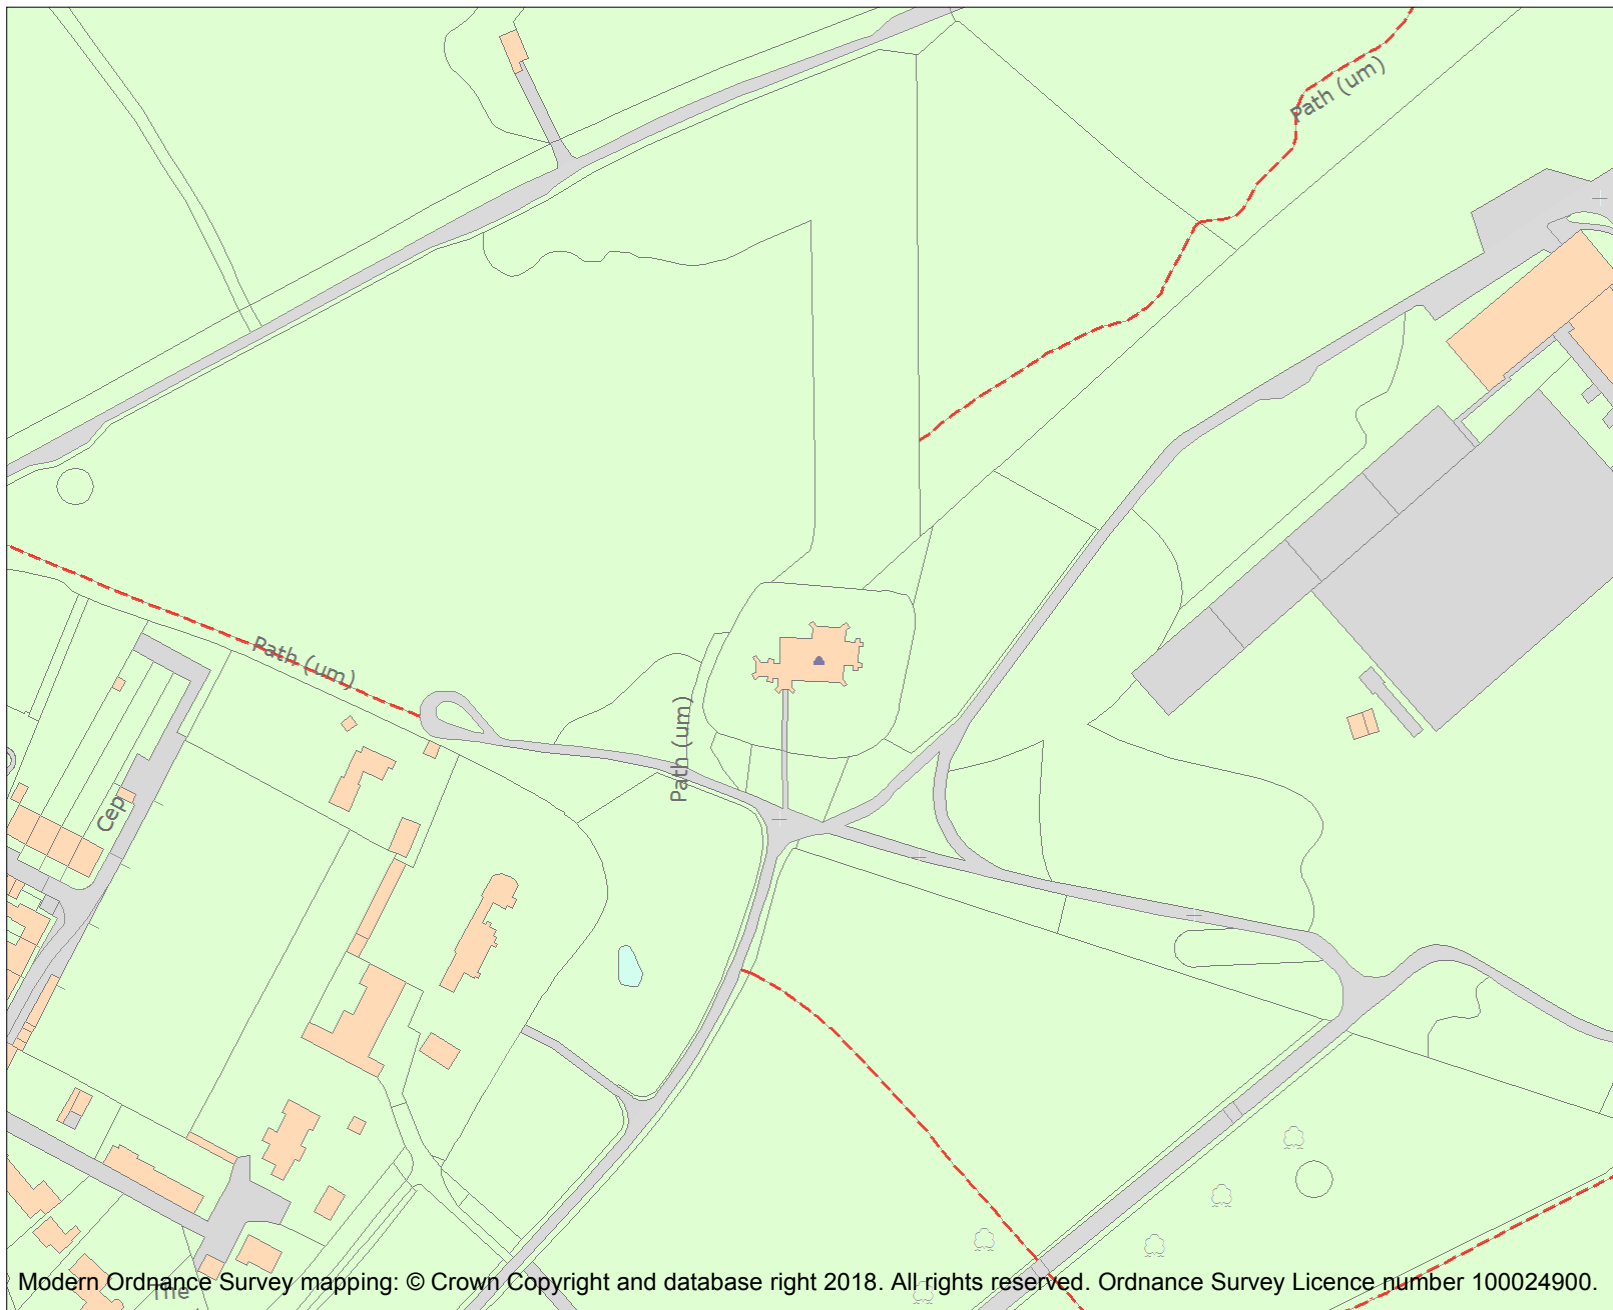 Path (um)
Path (um)
Path (um)
Cep
The
Modern Ordnance Survey mapping: © Crown Copyright and database right 2018. All rights reserved. Ordnance Survey Licence number 100024900.